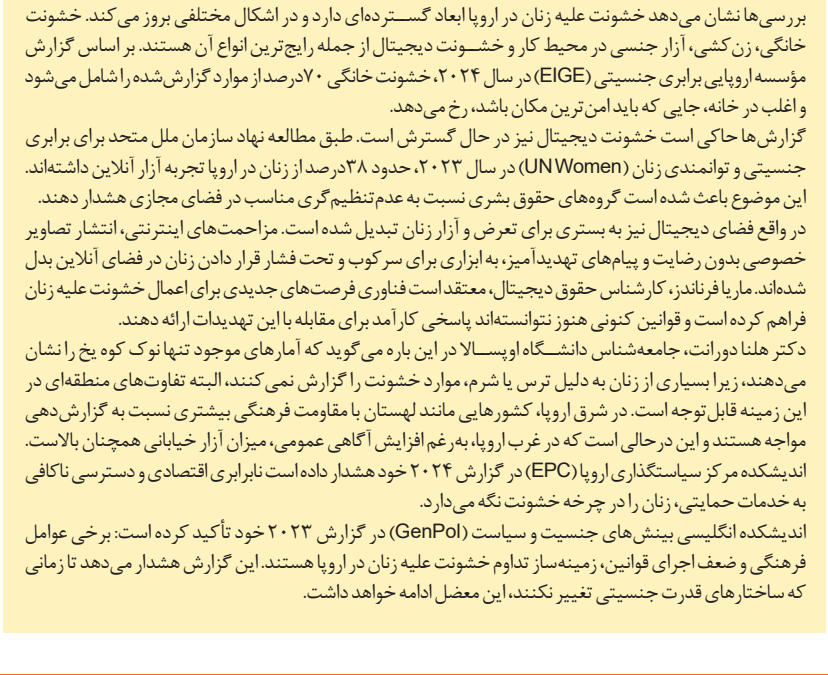 بررسی‌ها نشان می‌دهد خشونت علیه زنان در اروپا ابعاد گسترده‌ای دارد و در اشکال مختلفی بروز می‌کند. خشونت
خانگی، زن‌کشی، آزار جنسی در محیط کار و خشونت دیجیتال از جمله رایج‌ترین انواع آن هستند. بر اساس گزارش
مؤسسه اروپایی برابری جنسیتی (EIGE) در سال ۲۰۲۴، خشونت خانگی ۷۰درصد از موارد گزارش‌شده را شامل می‌شود
و اغلب در خانه، جایی که باید امن‌ترین مکان باشد، رخ می‌دهد.
گزارش‌ها حاکی است خشونت دیجیتال نیز در حال گسترش است. طبق مطالعه نهاد سازمان ملل متحد برای برابری
جنسیتی و توانمندی زنان (UN Women) در سال ۲۰۲۳، حدود ۳۸درصد از زنان در اروپا تجربه آزار آنلاین داشته‌اند.
این موضوع باعث شده است گروه‌های حقوق بشری نسبت به عدم‌تنظیم‌گری مناسب در فضای مجازی هشدار دهند.
در واقع فضای دیجیتال نیز به بستری برای تعرض و آزار زنان تبدیل شده است. مزاحمت‌های اینترنتی، انتشار تصاویر
خصوصی بدون رضایت و پیام‌های تهدیدآمیز، به ابزاری برای سرکوب و تحت فشار قرار دادن زنان در فضای آنلاین بدل
شده‌اند. ماریا فرناندز، کارشناس حقوق دیجیتال، معتقد است فناوری فرصت‌های جدیدی برای اعمال خشونت علیه زنان
فراهم کرده است و قوانین کنونی هنوز نتوانسته‌اند پاسخی کارآمد برای مقابله با این تهدیدات ارائه دهند.
دکتر هلنا دورانت، جامعه‌شناس دانشگاه اوپسالا در این باره می‌گوید که آمارهای موجود تنها نوک کوه یخ را نشان
می‌دهند، زیرا بسیاری از زنان به دلیل ترس یا شرم، موارد خشونت را گزارش نمی‌کنند، البته تفاوت‌های منطقه‌ای در
این زمینه قابل‌توجه است. در شرق اروپا، کشورهایی مانند لهستان با مقاومت فرهنگی بیشتری نسبت به گزارش‌دهی
مواجه هستند و این درحالی است که در غرب اروپا، به‌رغم افزایش آگاهی عمومی، میزان آزار خیابانی همچنان بالاست.
اندیشکده مرکز سیاستگذاری اروپا (EPC) در گزارش ۲۰۲۴ خود هشدار داده است نابرابری اقتصادی و دسترسی ناکافی
به خدمات حمایتی، زنان را در چرخه خشونت نگه می‌دارد.
اندیشکده انگلیسی بینش‌های جنسیت و سیاست (GenPol) در گزارش ۲۰۲۳ خود تأکید کرده است: برخی عوامل
فرهنگی و ضعف اجرای قوانین، زمینه‌ساز تداوم خشونت علیه زنان در اروپا هستند. این گزارش هشدار می‌دهد تا زمانی
که ساختارهای قدرت جنسیتی تغییر نکنند، این معضل ادامه خواهد داشت.